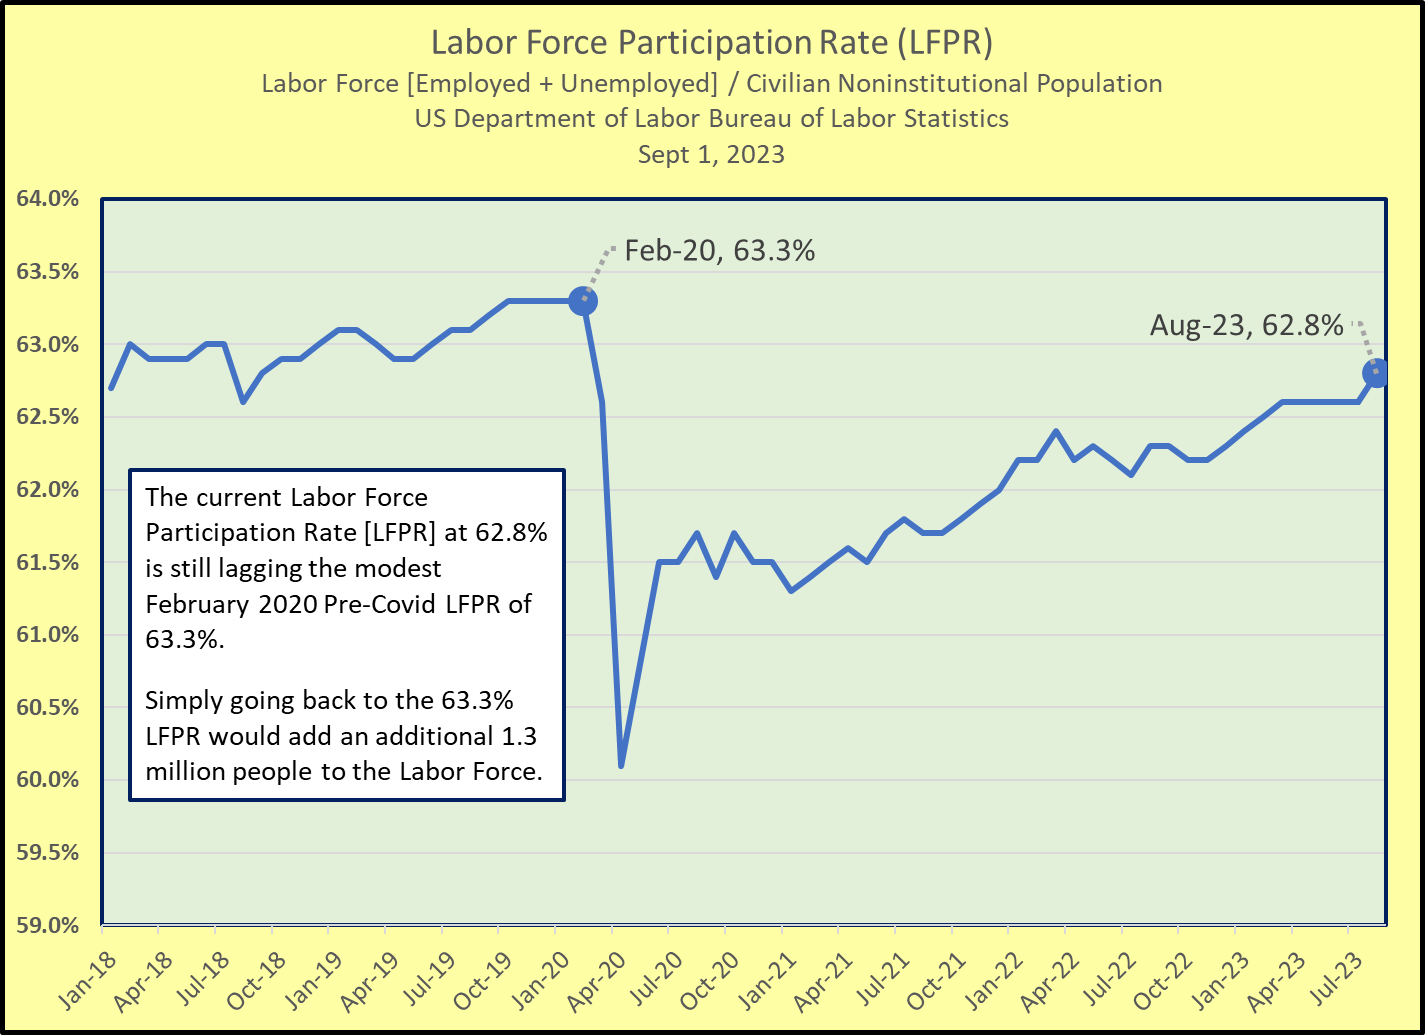 Labor Force Participation Rate (LFPR)
Labor Force [Employed + Unemployed] / Civilian Noninstitutional Population
US Department of Labor Bureau of Labor Statistics
Sept 1, 2023
64.0%
63.5%
63.0%
62.5%
62.0%
61.5%
61.0%
60.5%
60.0%
59.5%
59.0%
Feb-20, 63.3%
Aug-23, 62.8%
The current Labor Force
Participation Rate [LFPR] at 62.8%
is still lagging the modest
February 2020 Pre-Covid LFPR of
63.3%.
Simply going back to the 63.3%
LFPR would add an additional 1.3
million people to the Labor Force.
Jan-18
Apr-18
Jul-18
Oct-18
Jan-19
Apr-19
Jul-19
Oct-19
Jan-20
Apr-20
Jul-20
Oct-20
Jan-21
Apr-21
Jul-21
Oct-21
Jan-22
Apr-22
Jul-22
Oct-22
Jan-23
Apr-23
Jul-23